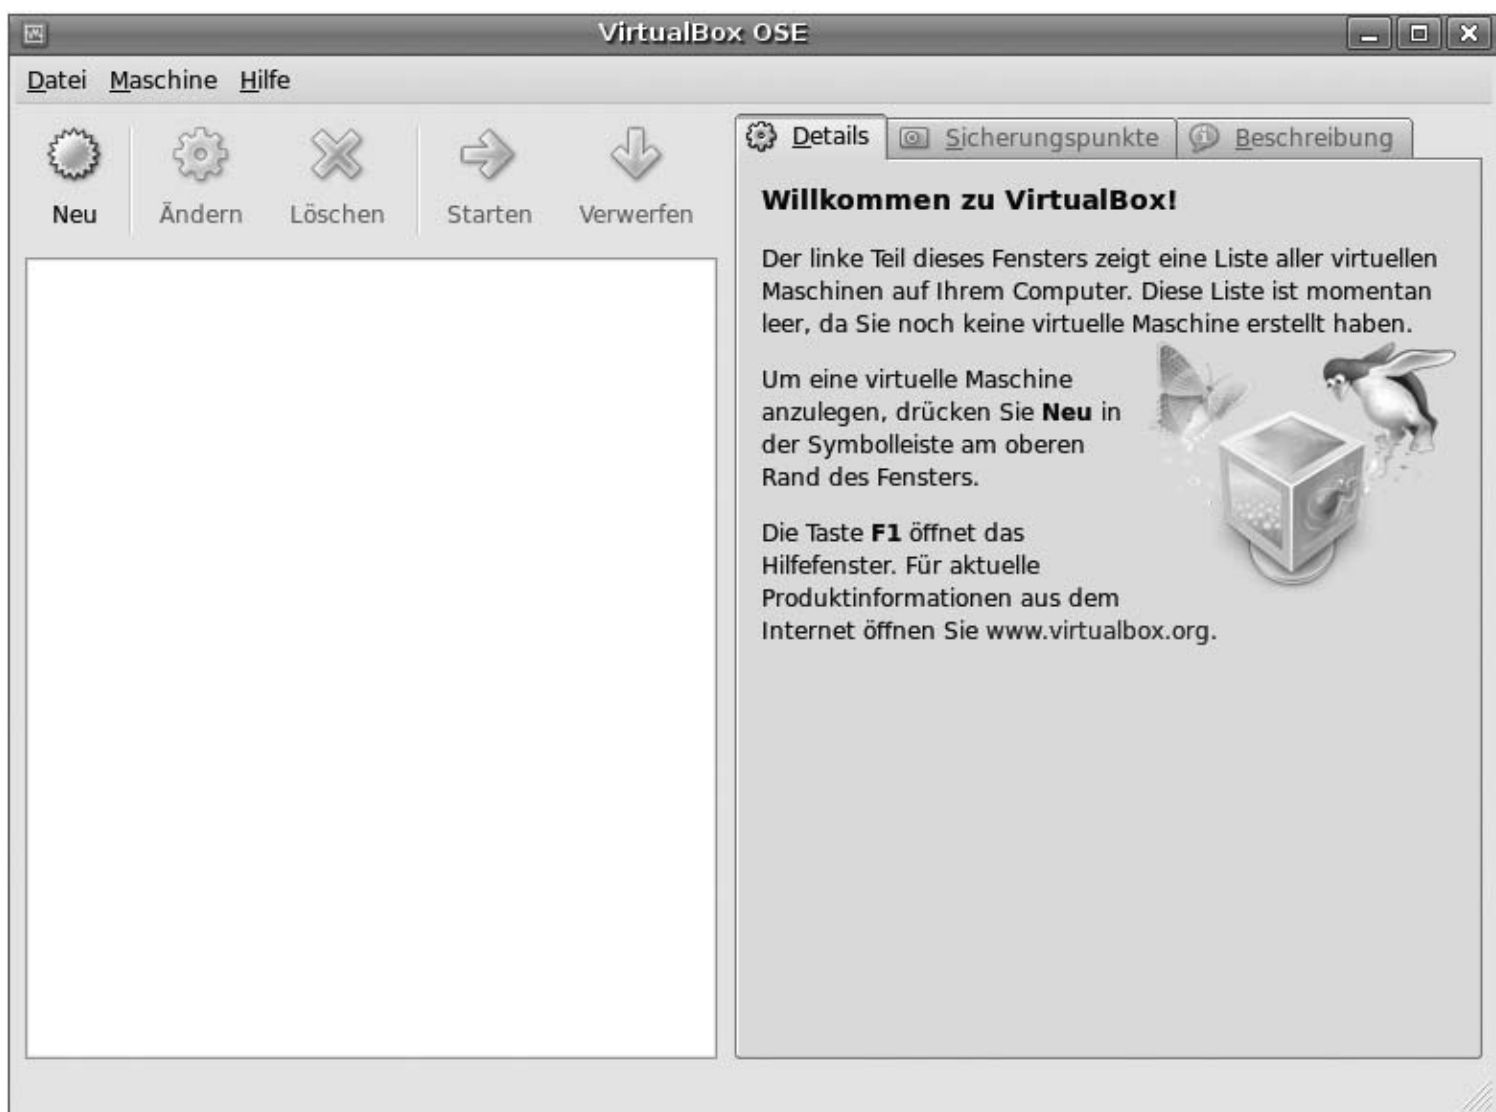 VirtualBox OSE
Datei Maschine Hilfe
Neu Ändern Löschen Starten Verwerfen
Details Sicherungspunkte Beschreibung
Willkommen zu VirtualBox!
Der linke Teil dieses Fensters zeigt eine Liste aller virtuellen
Maschinen auf Ihrem Computer. Diese Liste ist momentan
leer, da Sie noch keine virtuelle Maschine erstellt haben.
Um eine virtuelle Maschine
anzulegen, drücken Sie Neu in
der Symbolleiste am oberen
Rand des Fensters.
Die Taste F1 öffnet das
Hilfefenster. Für aktuelle
Produktinformationen aus dem
Internet öffnen Sie www.virtualbox.org.